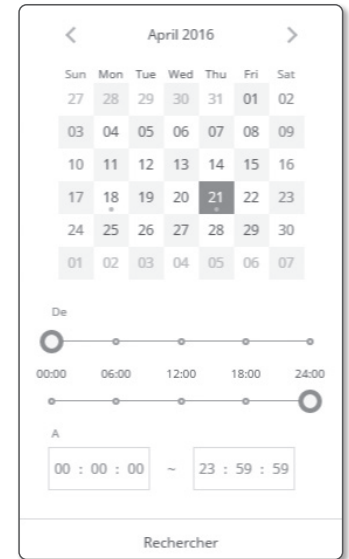 April 2016
Sun Mon Tue Wed Thu Fri Sat
27 28 29 30 31 01 02
03 04 05 06 07 08 09
10 11 12 13 14 15 16
17 18 19 20 21 22 23
24 25 26 27 28 29 30
01 02 03 04 05 06 07
De
00:00 06:00 12:00 18:00 24:00
A
00 : 00 : 00 ~ 23 : 59 : 59
Rechercher